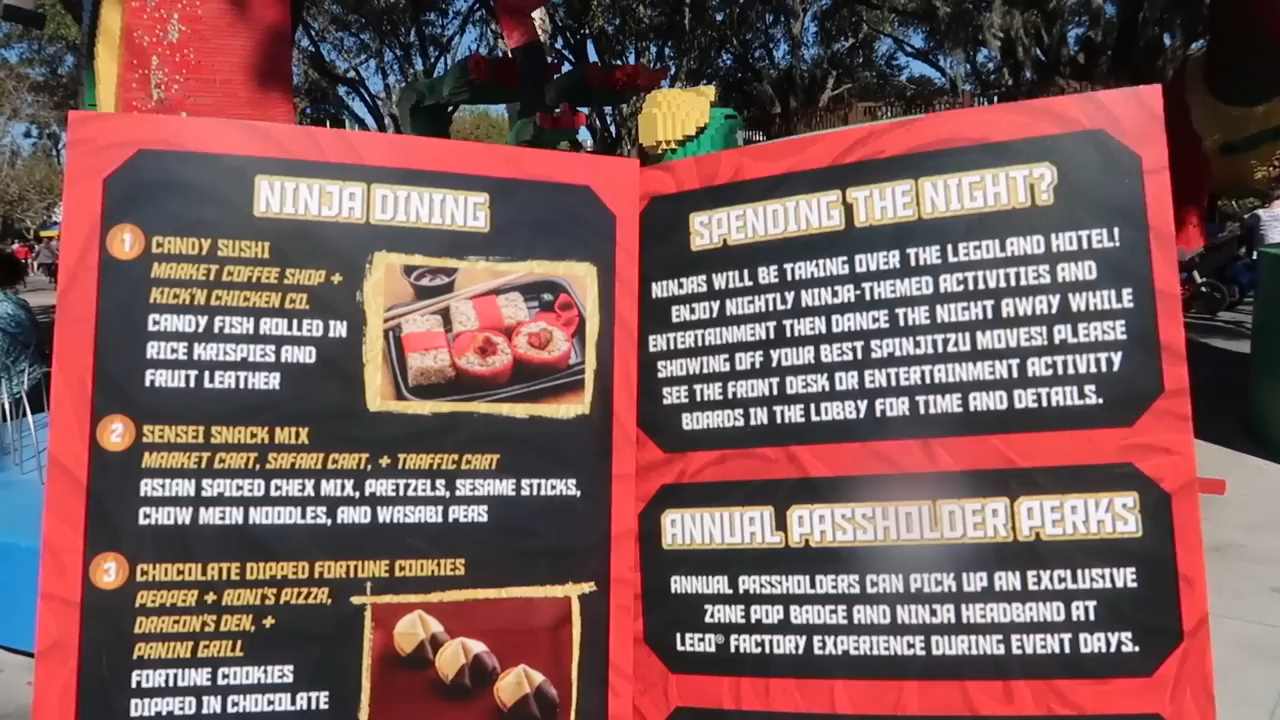 NINJA DINING
1 CANDY SUSHI
MARKET COFFEE SHOP +
KICK'N CHICKEN CO.
CANDY FISH ROLLED IN
RICE KRISPIES AND
FRUIT LEATHER
2 SENSEI SNACK MIX
MARKET CART, SAFARI CART, + TRAFFIC CART
ASIAN SPICED CHEX MIX, PRETZELS, SESAME STICKS,
CHOW MEIN NOODLES, AND WASABI PEAS
3 CHOCOLATE DIPPED FORTUNE COOKIES
PEPPER + RONI'S PIZZA,
DRAGON'S DEN, +
PANINI GRILL
FORTUNE COOKIES
DIPPED IN CHOCOLATE
SPENDING THE NIGHT?
NINJAS WILL BE TAKING OVER THE LEGOLAND HOTEL!
ENJOY NIGHTLY NINJA-THEMED ACTIVITIES AND
ENTERTAINMENT THEN DANCE THE NIGHT AWAY WHILE
SHOWING OFF YOUR BEST SPINJITZU MOVES! PLEASE
SEE THE FRONT DESK OR ENTERTAINMENT ACTIVITY
BOARDS IN THE LOBBY FOR TIME AND DETAILS.
ANNUAL PASSHOLDER PERKS
ANNUAL PASSHOLDERS CAN PICK UP AN EXCLUSIVE
ZANE POP BADGE AND NINJA HEADBAND AT
LEGO® FACTORY EXPERIENCE DURING EVENT DAYS.